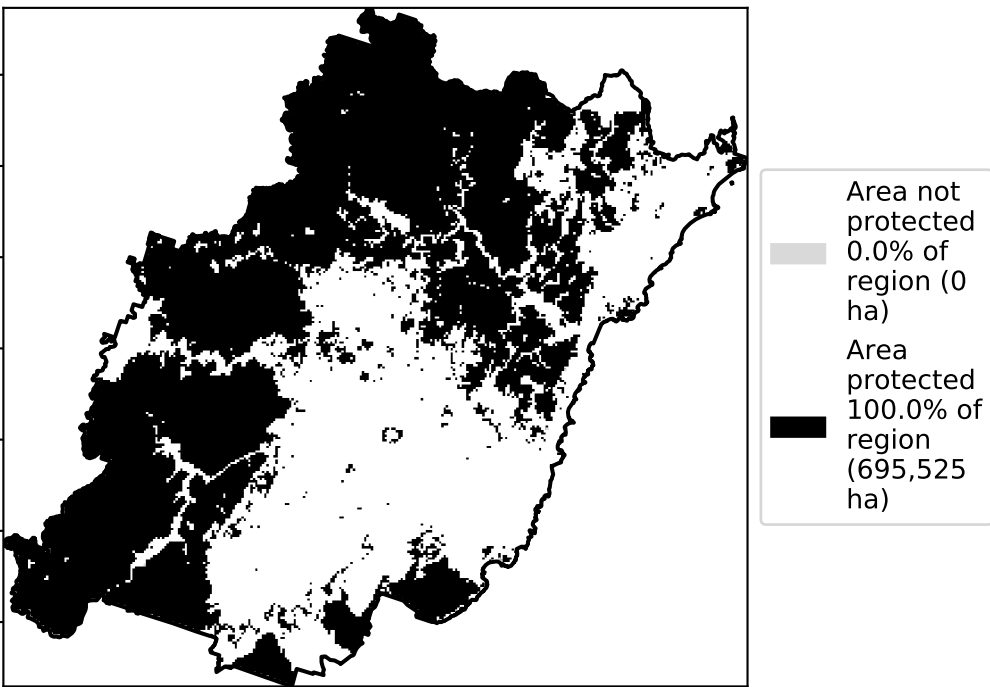 Area not
protected
0.0% of
region (0
ha)
Area
protected
100.0% of
region
(695,525
ha)